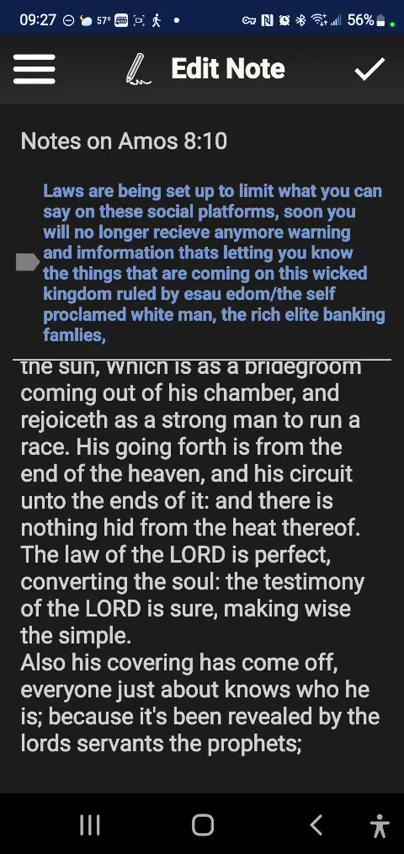 09:27 57° 56%
Edit Note
Notes on Amos 8:10
Laws are being set up to limit what you can
say on these social platforms, soon you
will no longer recieve anymore warning
and imformation thats letting you know
the things that are coming on this wicked
kingdom ruled by esau edom/the self
proclamed white man, the rich elite banking
famlies,
the sun, Which is as a bridegroom
coming out of his chamber, and
rejoiceth as a strong man to run a
race. His going forth is from the
end of the heaven, and his circuit
unto the ends of it: and there is
nothing hid from the heat thereof.
The law of the LORD is perfect,
converting the soul: the testimony
of the LORD is sure, making wise
the simple.
Also his covering has come off,
everyone just about knows who he
is; because it's been revealed by the
lords servants the prophets;